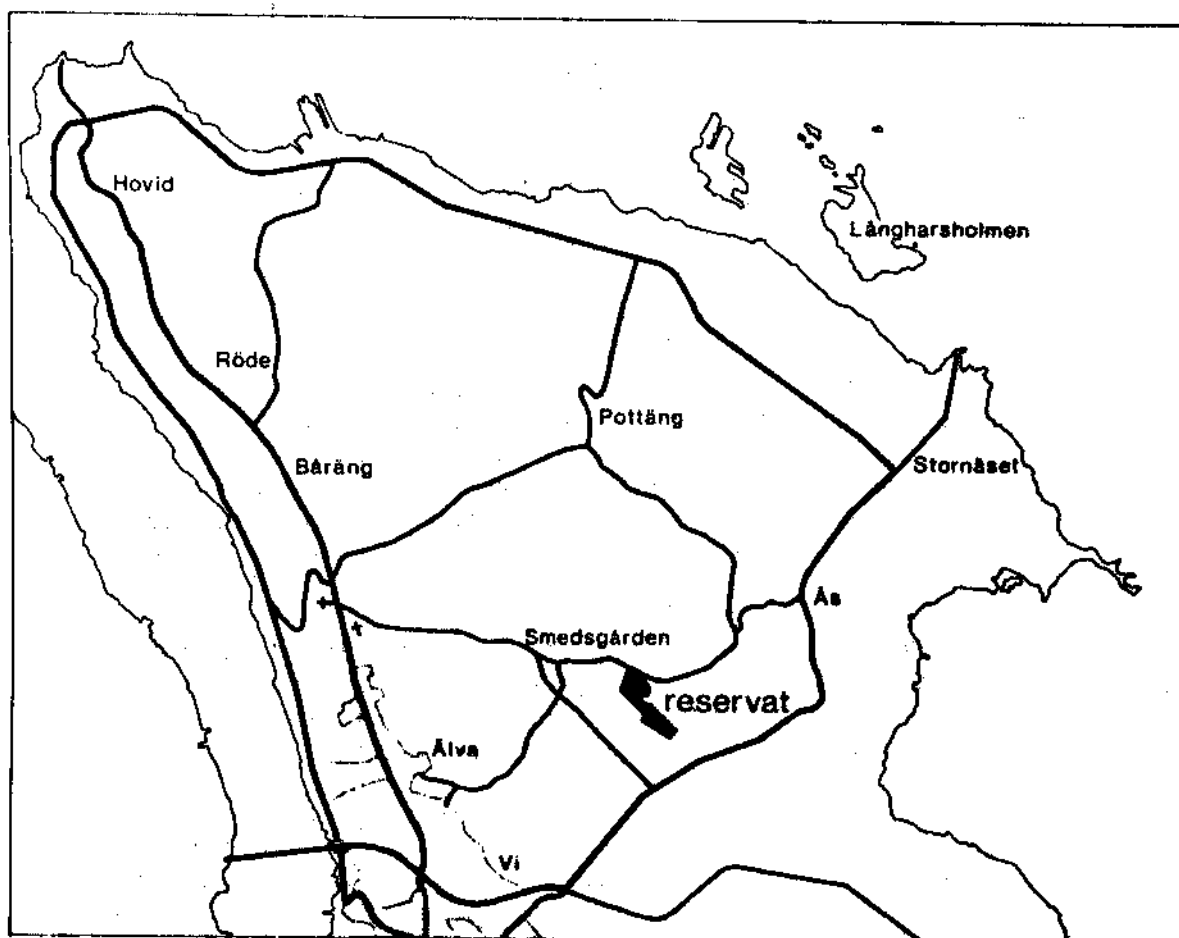 Hovid
Långharsholmen
Röde
Pottäng
Båräng
Stornäset
Ås
Smedsgården
reservat
Älva
Vi